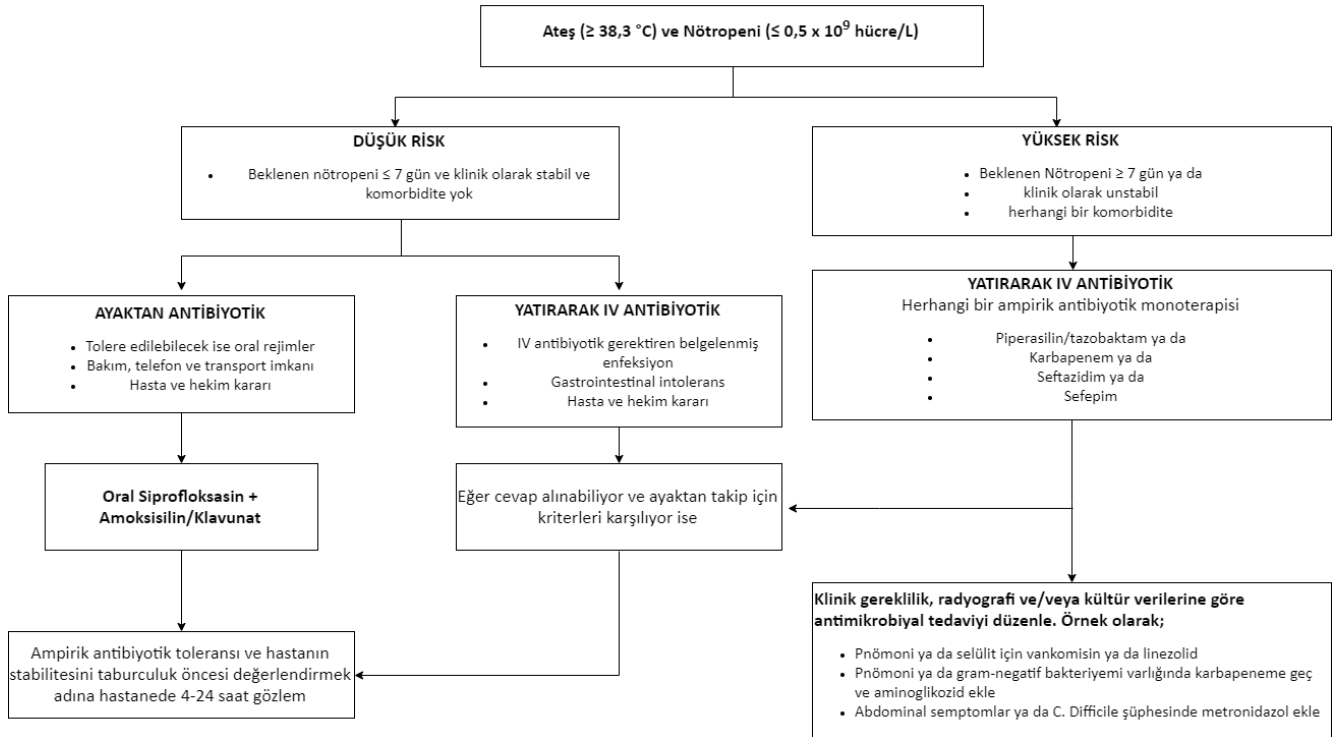 Ateş (≥ 38,3 °C) ve Nötropeni (≤ 0,5 x 10⁹ hücre/L)
DÜŞÜK RİSK
• Beklenen nötropeni ≤ 7 gün ve klinik olarak stabil ve
komorbidite yok
YÜKSEK RİSK
• Beklenen Nötropeni ≥ 7 gün ya da
• klinik olarak unstabil
• herhangi bir komorbidite
AYAKTAN ANTİBİYOTİK
• Tolere edilebilecek ise oral rejimler
• Bakım, telefon ve transport imkanı
• Hasta ve hekim kararı
YATIRARAK IV ANTİBİYOTİK
• IV antibiyotik gerektiren belgelenmiş
enfeksiyon
• Gastrointestinal intolerans
• Hasta ve hekim kararı
YATIRARAK IV ANTİBİYOTİK
Herhangi bir ampirik antibiyotik monoterapisi
• Piperasilin/tazobaktam ya da
• Karbapenem ya da
• Seftazidim ya da
• Sefepim
Oral Siprofloksasin +
Amoksisilin/Klavunat
Eğer cevap alınabiliyor ve ayaktan takip için
kriterleri karşılıyor ise
Ampirik antibiyotik toleransı ve hastanın
stabilitesini taburculuk öncesi değerlendirmek
adına hastanede 4-24 saat gözlem
Klinik gereklilik, radyografi ve/veya kültür verilerine göre
antimikrobiyal tedaviyi düzenle. Örnek olarak;
• Pnömoni ya da selülit için vankomisin ya da linezolid
• Pnömoni ya da gram-negatif bakteriyemi varlığında karbapeneme geç
ve aminoglikozid ekle
• Abdominal semptomlar ya da C. Difficile şüphesinde metronidazol ekle